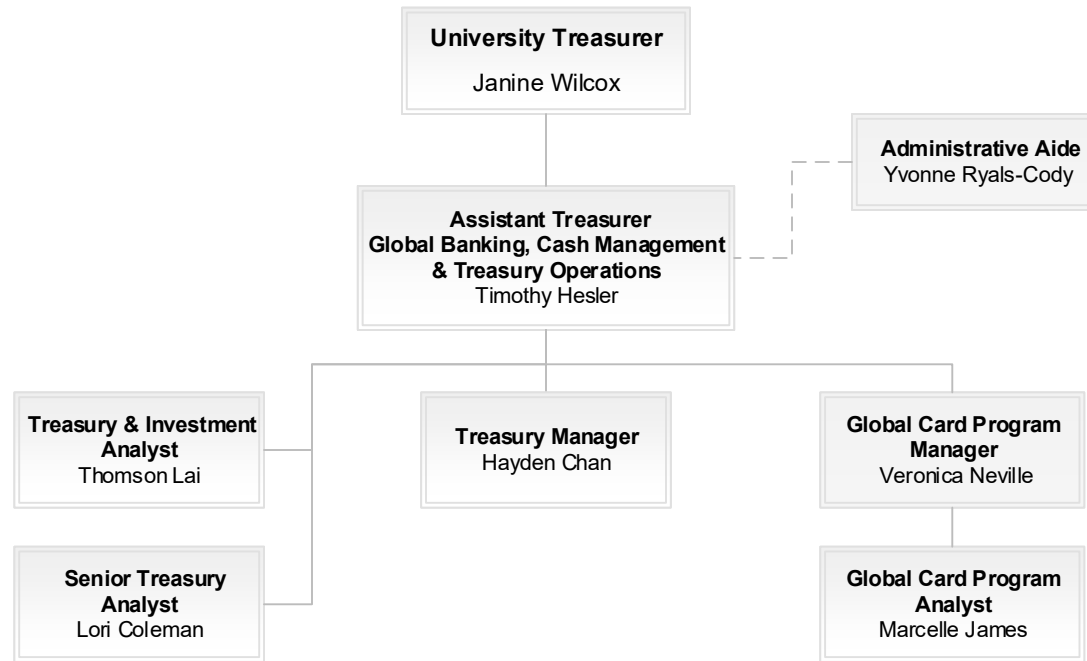 University Treasurer
Janine Wilcox
Administrative Aide
Yvonne Ryals-Cody
Assistant Treasurer
Global Banking, Cash Management
& Treasury Operations
Timothy Hesler
Treasury & Investment
Analyst
Thomson Lai
Treasury Manager
Hayden Chan
Global Card Program
Manager
Veronica Neville
Senior Treasury
Analyst
Lori Coleman
Global Card Program
Analyst
Marcelle James